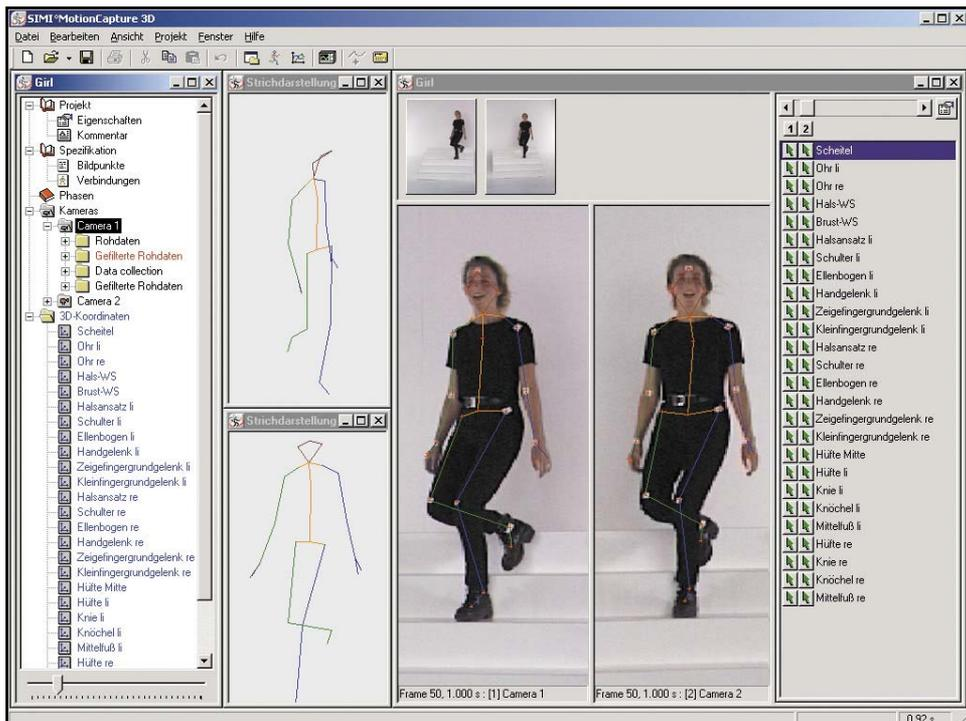 SIMI°MotionCapture 3D
Datei Bearbeiten Ansicht Projekt Fenster Hilfe
Girl
Projekt
Eigenschaften
Kommentar
Spezifikation
Bildpunkte
Verbindungen
Phasen
Kameras
Camera 1
Rohdaten
Gefilterte Rohdaten
Data collection
Gefilterte Rohdaten
Camera 2
3D-Koordinaten
Scheitel
Ohr li
Ohr re
Hals-WS
Brust-WS
Halsansatz li
Schulter li
Ellenbogen li
Handgelenk li
Zeigefingergrundgelenk li
Kleinfingergrundgelenk li
Halsansatz re
Schulter re
Ellenbogen re
Handgelenk re
Zeigefingergrundgelenk re
Kleinfingergrundgelenk re
Hüfte Mitte
Hüfte li
Knie li
Knöchel li
Mittelfuß li
Hüfte re
Strichdarstellung
Strichdarstellung
Girl
Frame 50, 1.000 s : [1] Camera 1
Frame 50, 1.000 s : [2] Camera 2
1 2
Scheitel
Ohr li
Ohr re
Hals-WS
Brust-WS
Halsansatz li
Schulter li
Ellenbogen li
Handgelenk li
Zeigefingergrundgelenk li
Kleinfingergrundgelenk li
Halsansatz re
Schulter re
Ellenbogen re
Handgelenk re
Zeigefingergrundgelenk re
Kleinfingergrundgelenk re
Hüfte Mitte
Hüfte li
Knie li
Knöchel li
Mittelfuß li
Hüfte re
Knie re
Knöchel re
Mittelfuß re
0.92 s